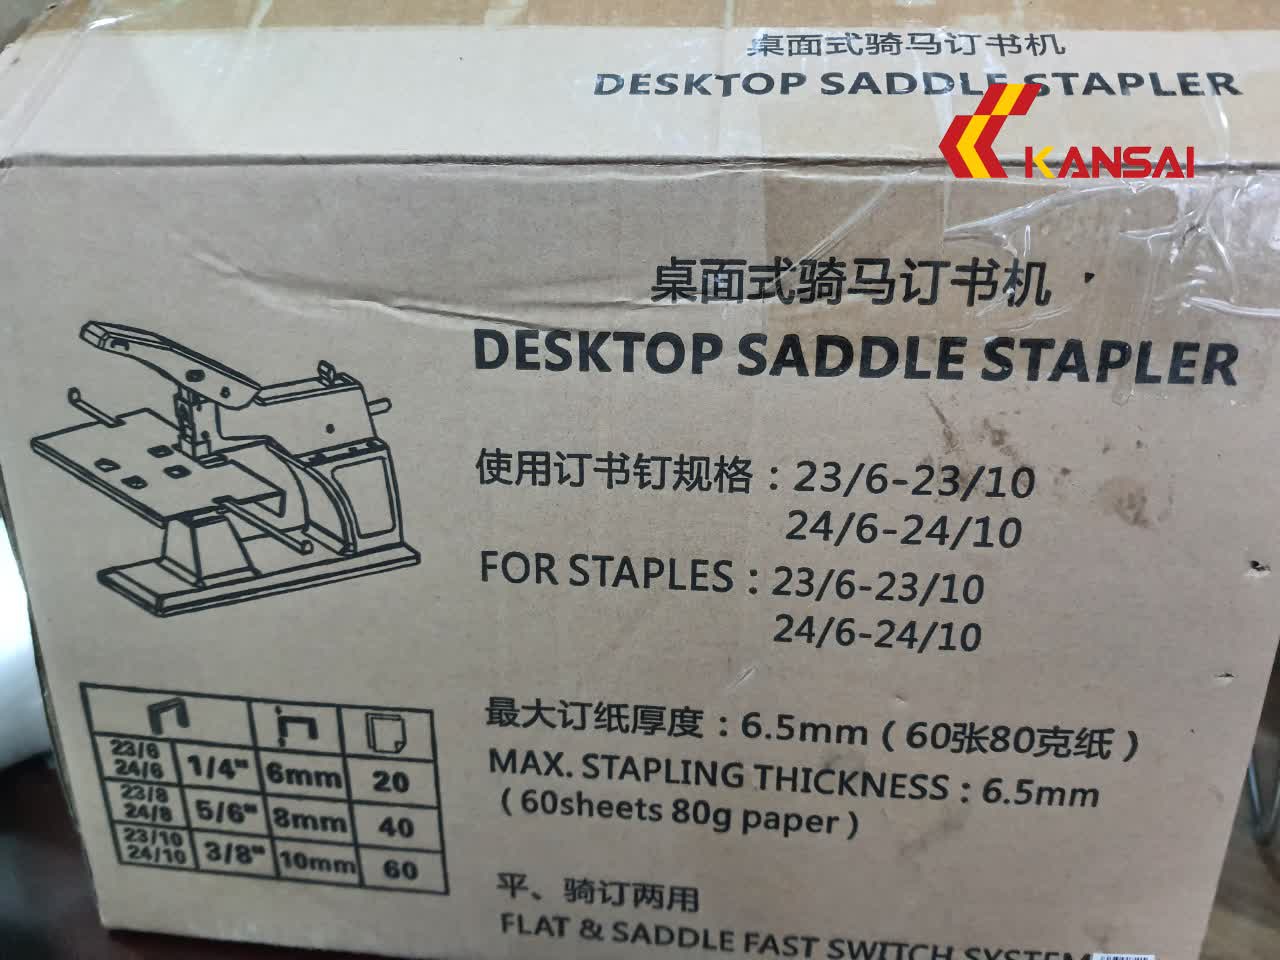 桌面式骑马订书机
DESKTOP SADDLE STAPLER
KANSAI
桌面式骑马订书机
DESKTOP SADDLE STAPLER
使用订书钉规格：23/6-23/10
24/6-24/10
FOR STAPLES：23/6-23/10
24/6-24/10
最大订纸厚度：6.5mm（60张80克纸）
MAX. STAPLING THICKNESS：6.5mm
（60sheets 80g paper）
23/6
24/6 1/4" 6mm 20
23/8
24/8 5/6" 8mm 40
23/10
24/10 3/8" 10mm 60
平、骑订两用
FLAT & SADDLE FAST SWITCH SYSTEM